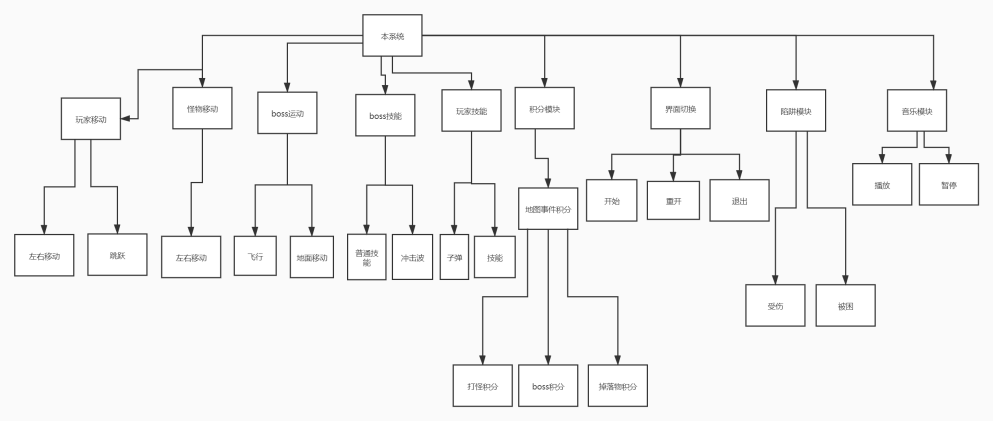 本系统
玩家移动
怪物移动
boss运动
boss技能
玩家技能
积分模块
界面切换
陷阱模块
音乐模块
左右移动
跳跃
左右移动
飞行
地面移动
普通技
能
冲击波
子弹
技能
地图事件积分
开始
重开
退出
播放
暂停
受伤
被困
打怪积分
boss积分
掉落物积分